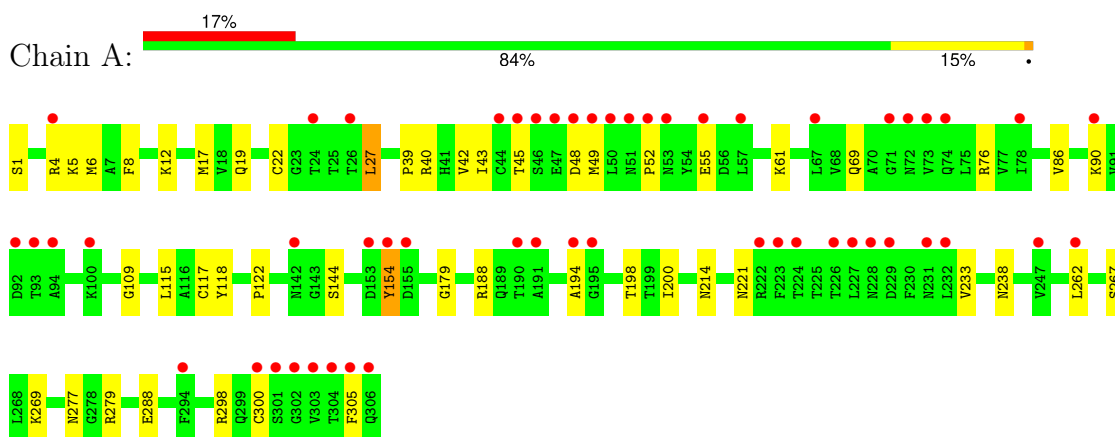 17%
Chain A:
84% 15% •
S1 R4 K5 M6 A7 F8 K12 M17 V18 Q19 C22 G23 T24 T25 T26 L27 P39 R40 H41 V42 I43 C44 T45 S46 E47 D48 M49 L50 N51 P52 N53 Y54 E55 D56 L57 K61 L67 V68 Q69 A70 G71 N72 V73 Q74 L75 R76 V77 I78 V86 K90 V91
D92 T93 A94 K100 G109 L115 A116 C117 Y118 P122 N142 G143 S144 D153 Y154 D155 G179 R188 Q189 T190 A191 A194 G195 T198 T199 I200 N214 N221 R222 F223 T224 T225 T226 L227 N228 D229 F230 N231 L232 V233 N238 V247 L262 S267
L268 K269 N277 G278 R279 E288 F294 R298 Q299 C300 S301 G302 V303 T304 F305 Q306